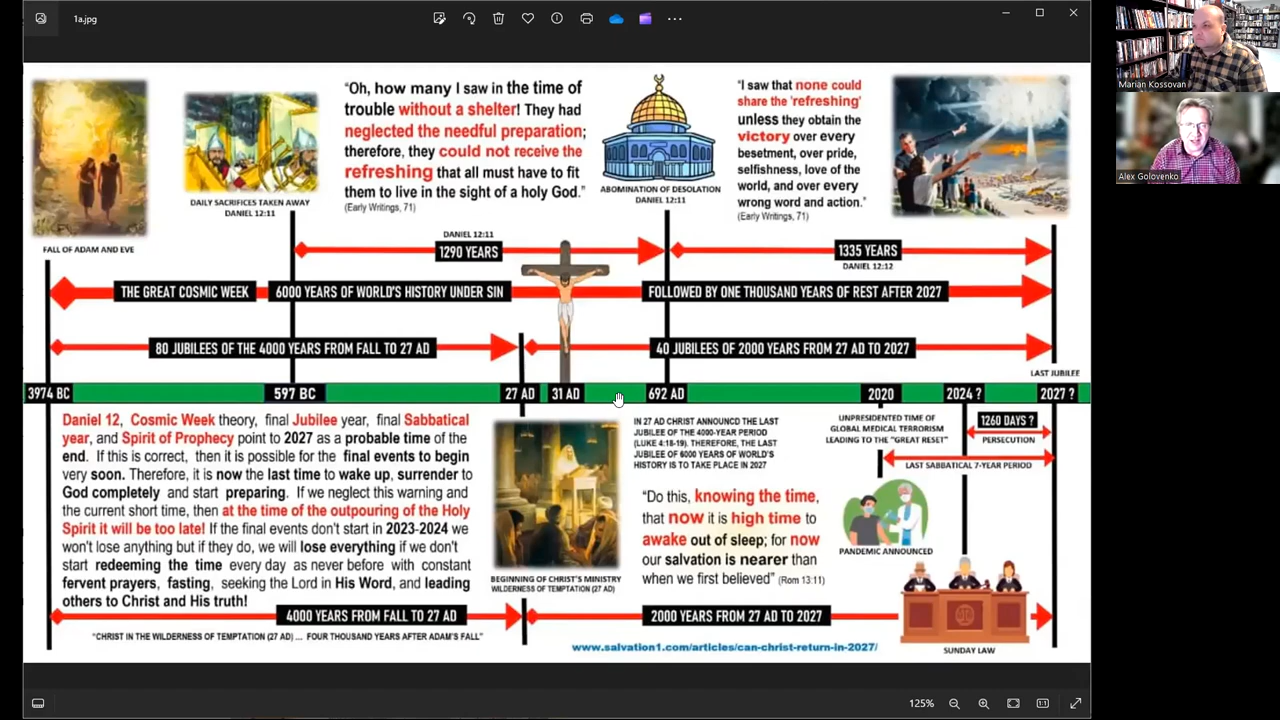 1a.jpg
Marian Kossovan
Alex Golovenko
"Oh, how many I saw in the time of
trouble without a shelter! They had
neglected the needful preparation;
therefore, they could not receive the
refreshing that all must have to fit
them to live in the sight of a holy God."
(Early Writings, 71)
"I saw that none could
share the 'refreshing'
unless they obtain the
victory over every
besetment, over pride,
selfishness, love of the
world, and over every
wrong word and action."
(Early Writings, 71)
DAILY SACRIFICES TAKEN AWAY
DANIEL 12:11
ABOMINATION OF DESOLATION
DANIEL 12:11
FALL OF ADAM AND EVE
DANIEL 12:11
1290 YEARS
1335 YEARS
DANIEL 12:12
THE GREAT COSMIC WEEK
6000 YEARS OF WORLD'S HISTORY UNDER SIN
FOLLOWED BY ONE THOUSAND YEARS OF REST AFTER 2027
80 JUBILEES OF THE 4000 YEARS FROM FALL TO 27 AD
40 JUBILEES OF 2000 YEARS FROM 27 AD TO 2027
LAST JUBILEE
3974 BC
597 BC
27 AD
31 AD
692 AD
2020
2024 ?
2027 ?
Daniel 12, Cosmic Week theory, final Jubilee year, final Sabbatical
year, and Spirit of Prophecy point to 2027 as a probable time of the
end. If this is correct, then it is possible for the final events to begin
very soon. Therefore, it is now the last time to wake up, surrender to
God completely and start preparing. If we neglect this warning and
the current short time, then at the time of the outpouring of the Holy
Spirit it will be too late! If the final events don't start in 2023-2024 we
won't lose anything but if they do, we will lose everything if we don't
start redeeming the time every day as never before with constant
fervent prayers, fasting, seeking the Lord in His Word, and leading
others to Christ and His truth!
4000 YEARS FROM FALL TO 27 AD
"CHRIST IN THE WILDERNESS OF TEMPTATION (27 AD) ... FOUR THOUSAND YEARS AFTER ADAM'S FALL"
BEGINNING OF CHRIST'S MINISTRY
WILDERNESS OF TEMPTATION (27 AD)
IN 27 AD CHRIST ANNOUNCD THE LAST
JUBILEE OF THE 4000-YEAR PERIOD
(LUKE 4:18-19). THEREFORE, THE LAST
JUBILEE OF 6000 YEARS OF WORLD'S
HISTORY IS TO TAKE PLACE IN 2027
"Do this, knowing the time,
that now it is high time to
awake out of sleep; for now
our salvation is nearer than
when we first believed" (Rom 13:11)
2000 YEARS FROM 27 AD TO 2027
www.salvation1.com/articles/can-christ-return-in-2027/
UNPRESIDENTED TIME OF
GLOBAL MEDICAL TERRORISM
LEADING TO THE "GREAT RESET"
1260 DAYS ?
PERSECUTION
LAST SABBATICAL 7-YEAR PERIOD
PANDEMIC ANNOUNCED
SUNDAY LAW
125%